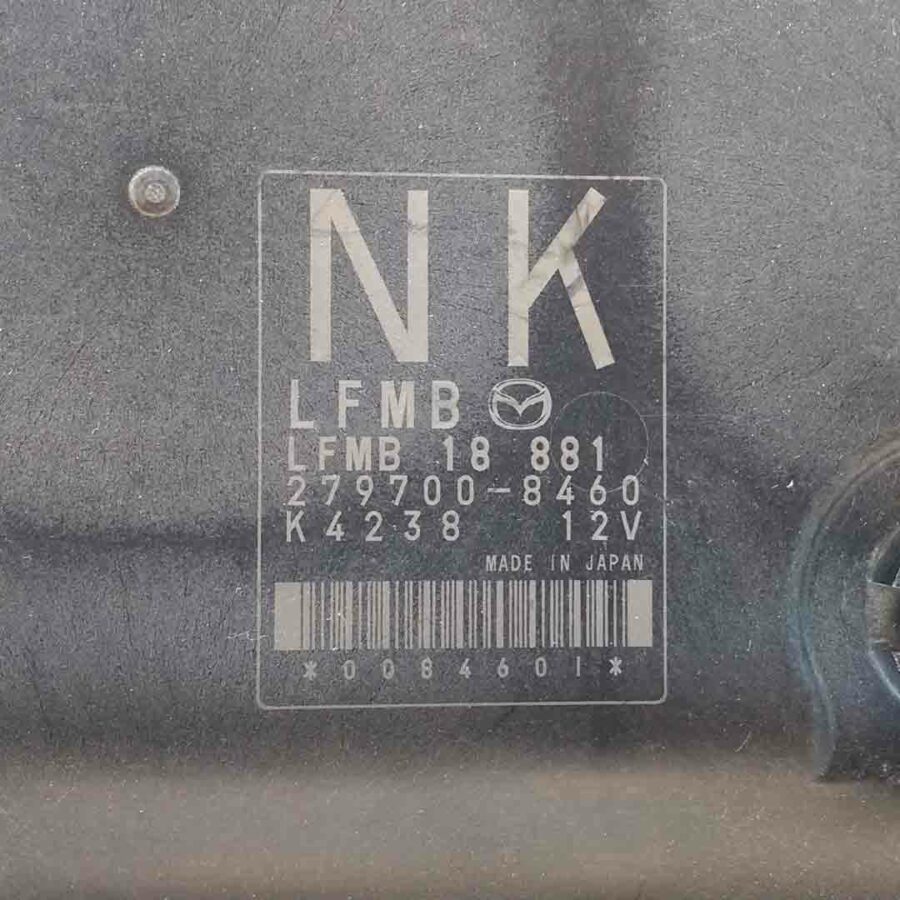 NK
LFMB
LFMB 18 881
279700-8460
K4238 12V
MADE IN JAPAN
*0084601*